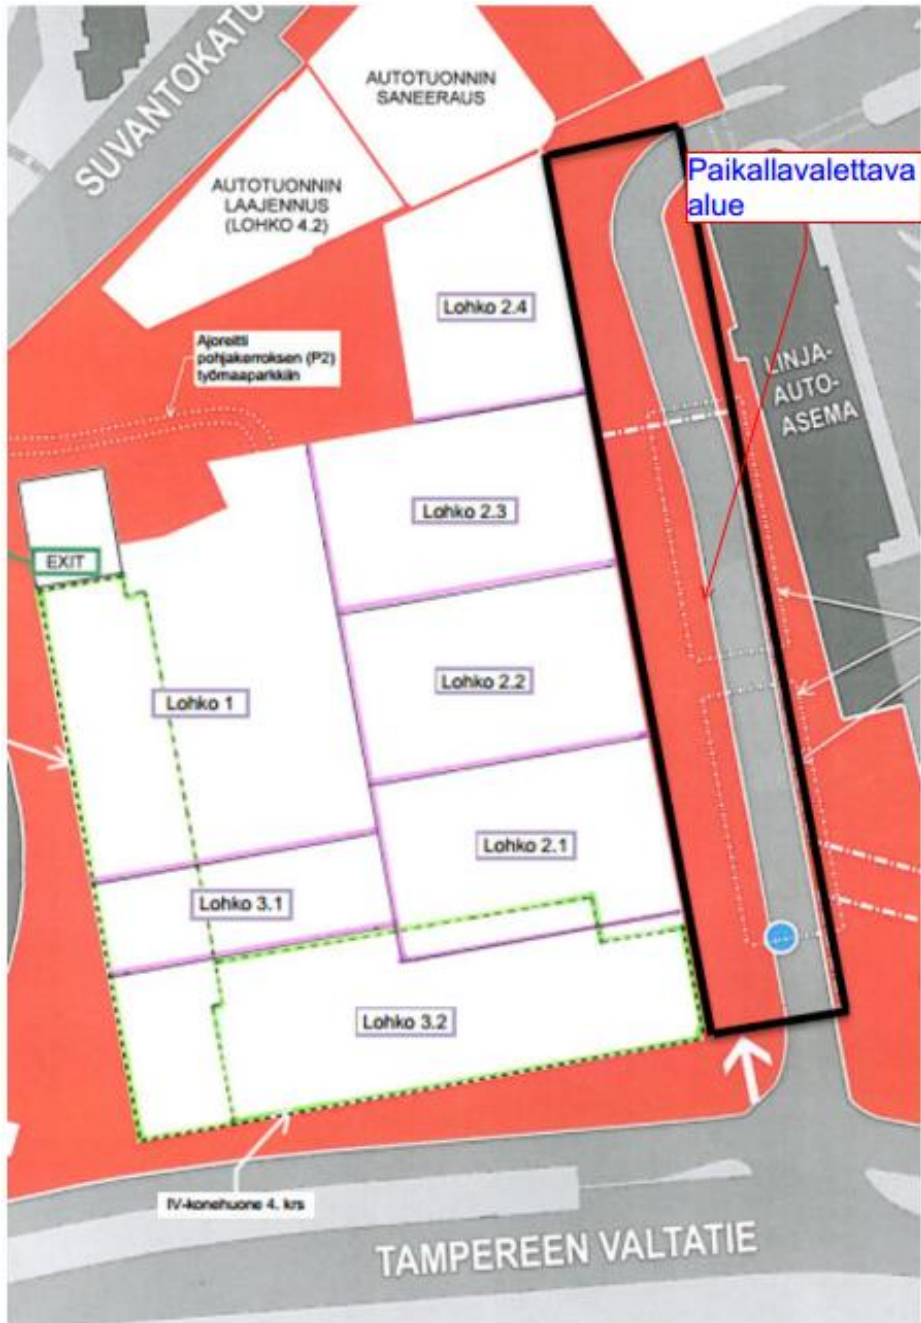 SUVANTOKATU
AUTOTUONNIN
SANEERAUS
AUTOTUONNIN
LAAJENNUS
(LOHKO 4.2)
Paikallavalettava
alue
Lohko 2.4
Ajoreitti
pohjakerroksen (P2)
työmaaparkkiin
LINJA-
AUTO-
ASEMA
Lohko 2.3
EXIT
Lohko 2.2
Lohko 1
Lohko 2.1
Lohko 3.1
Lohko 3.2
IV-konehuone 4. krs
TAMPEREEN VALTATIE